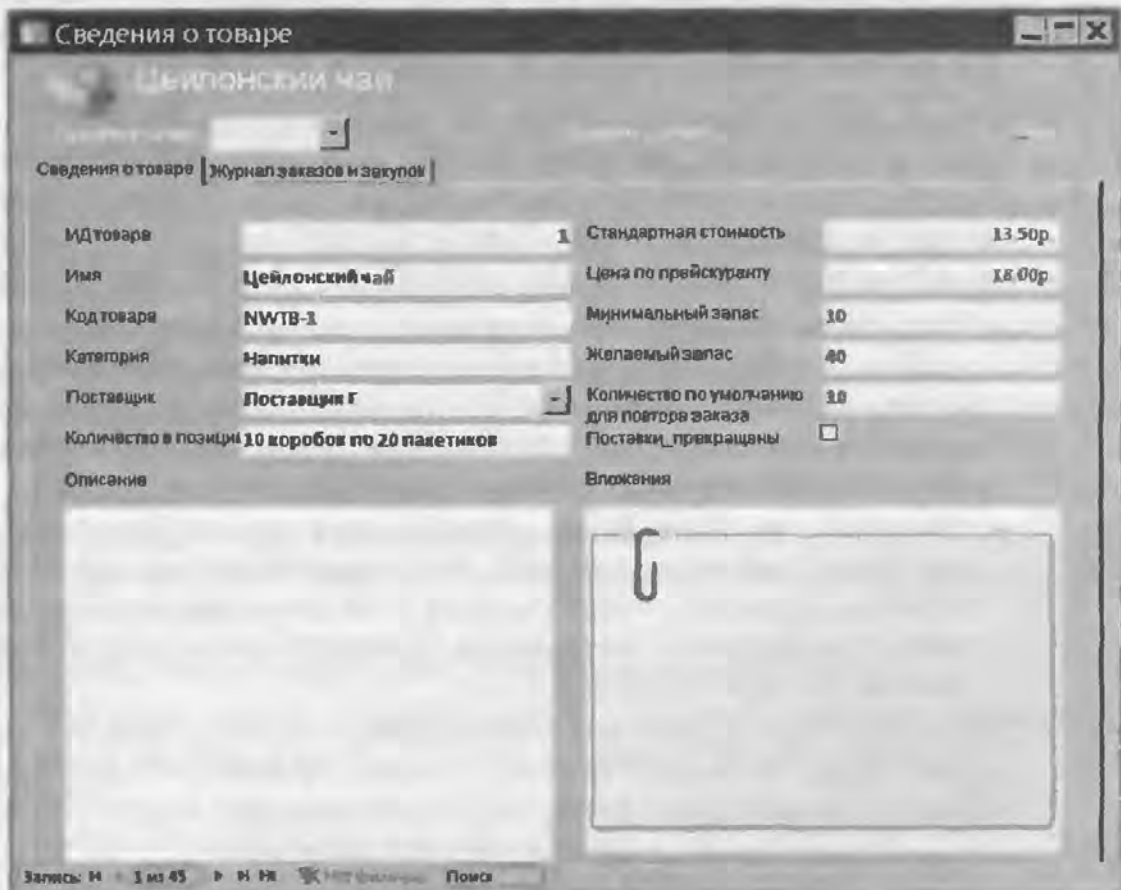 Сведения о товаре
Цейлонский чай
Сведения о товаре
Журнал заказов и закупок
ИД товара 1
Стандартная стоимость 13.50р.
Имя Цейлонский чай
Цена по прейскуранту 18.00р.
Код товара NWTB-1
Минимальный запас 10
Категория Напитки
Желаемый запас 40
Поставщик Поставщик Г
Количество по умолчанию 10
для повтора заказа
Количество в позици 10 коробок по 20 пакетиков
Поставки_прекращены
Описание
Вложения
Запись: 1 из 45 Нет фильтра Поиск